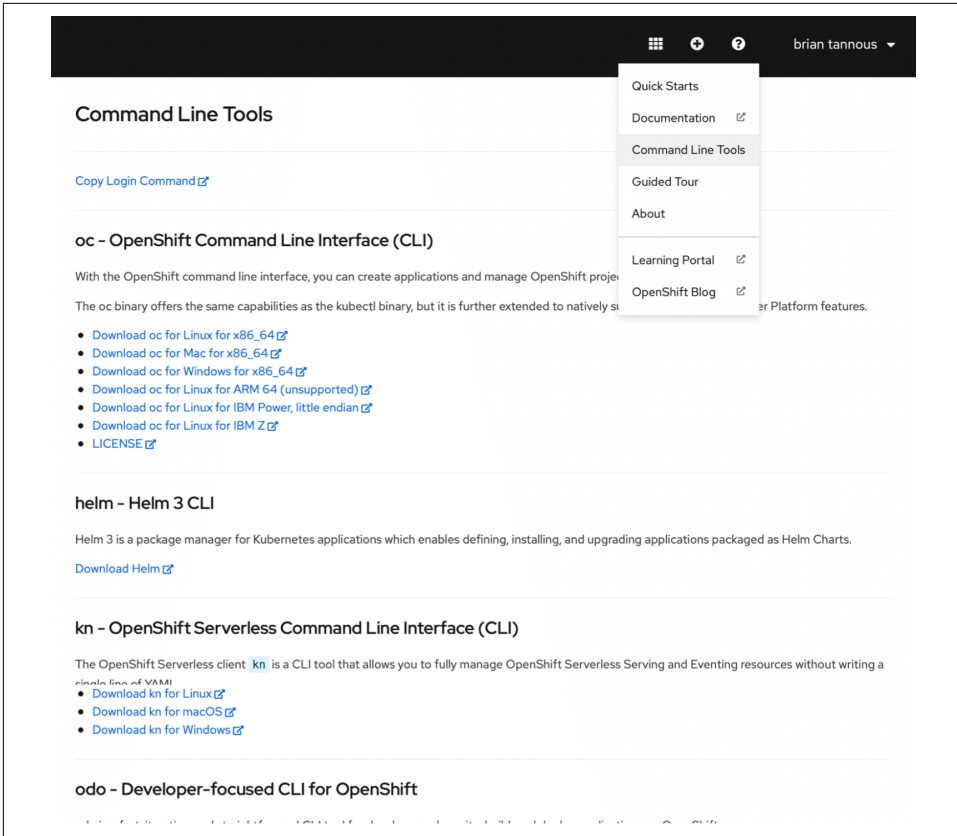 brian tannous
Quick Starts
Documentation
Command Line Tools
Guided Tour
About
Learning Portal
OpenShift Blog
Command Line Tools
Copy Login Command
oc - OpenShift Command Line Interface (CLI)
With the OpenShift command line interface, you can create applications and manage OpenShift
The oc binary offers the same capabilities as the kubectl binary, but it is further extended to natively Platform features.
• Download oc for Linux for x86_64
• Download oc for Mac for x86_64
• Download oc for Windows for x86_64
• Download oc for Linux for ARM 64 (unsupported)
• Download oc for Linux for IBM Power, little endian
• Download oc for Linux for IBM Z
• LICENSE
helm - Helm 3 CLI
Helm 3 is a package manager for Kubernetes applications which enables defining, installing, and upgrading applications packaged as Helm Charts.
Download Helm
kn - OpenShift Serverless Command Line Interface (CLI)
The OpenShift Serverless client kn is a CLI tool that allows you to fully manage OpenShift Serverless Serving and Eventing resources without writing a
single line of YAML
• Download kn for Linux
• Download kn for macOS
• Download kn for Windows
odo - Developer-focused CLI for OpenShift